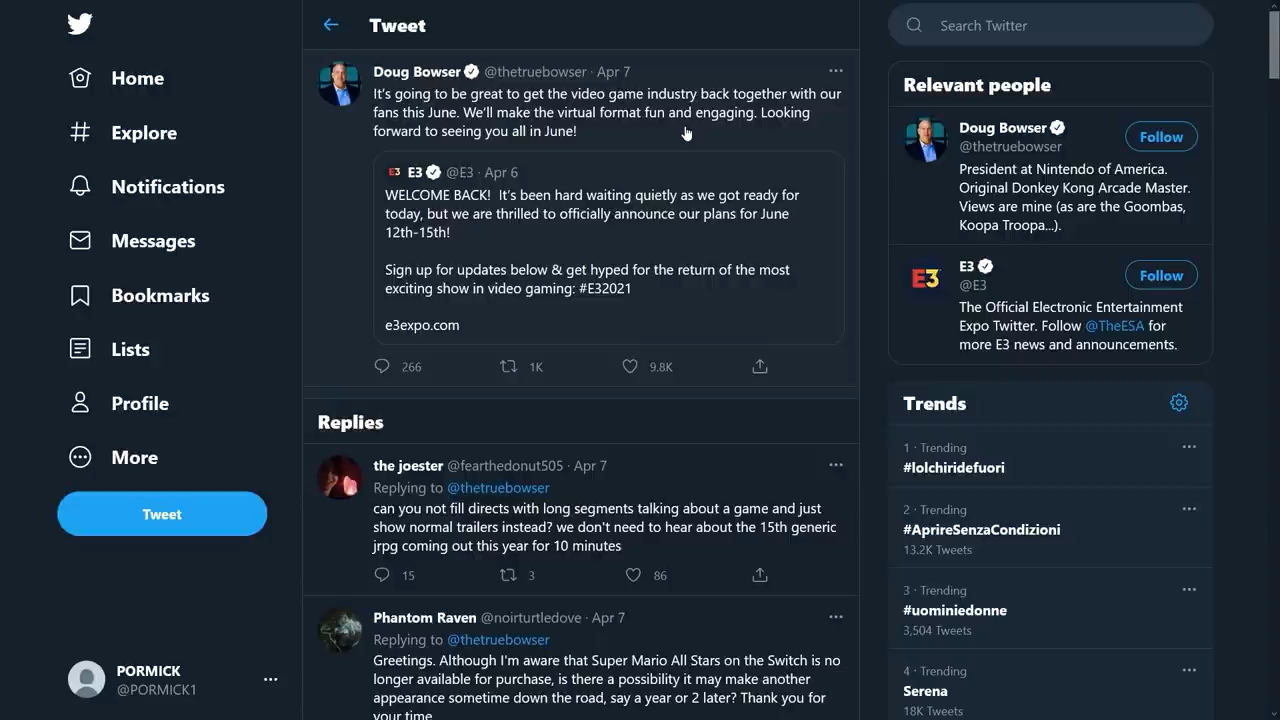 Home
Explore
Notifications
Messages
Bookmarks
Lists
Profile
More
Tweet
PORMICK
@PORMICK1
Tweet
Doug Bowser @thetruebowser · Apr 7
It's going to be great to get the video game industry back together with our
fans this June. We'll make the virtual format fun and engaging. Looking
forward to seeing you all in June!
E3 E3 @E3 · Apr 6
WELCOME BACK! It's been hard waiting quietly as we got ready for
today, but we are thrilled to officially announce our plans for June
12th-15th!
Sign up for updates below & get hyped for the return of the most
exciting show in video gaming: #E32021
e3expo.com
266 1K 9.8K
Replies
the joester @fearthedonut505 · Apr 7
Replying to @thetruebowser
can you not fill directs with long segments talking about a game and just
show normal trailers instead? we don't need to hear about the 15th generic
jrpg coming out this year for 10 minutes
15 3 86
Phantom Raven @noirturtledove · Apr 7
Replying to @thetruebowser
Greetings. Although I'm aware that Super Mario All Stars on the Switch is no
longer available for purchase, is there a possibility it may make another
appearance sometime down the road, say a year or 2 later? Thank you for
your time
Search Twitter
Relevant people
Doug Bowser
@thetruebowser
Follow
President at Nintendo of America.
Original Donkey Kong Arcade Master.
Views are mine (as are the Goombas,
Koopa Troopa...).
E3
E3
@E3
Follow
The Official Electronic Entertainment
Expo Twitter. Follow @TheESA for
more E3 news and announcements.
Trends
1 · Trending
#lolchiridefuori
2 · Trending
#AprireSenzaCondizioni
13.2K Tweets
3 · Trending
#uominiedonne
3,504 Tweets
4 · Trending
Serena
18K Tweets